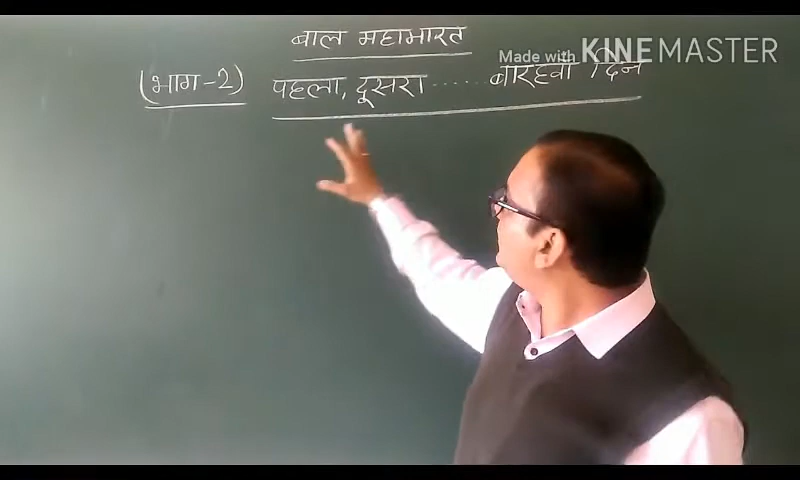 बाल महाभारत
Made with KINEMASTER
(भाग-2) पहला, दूसरा ...... बारहवाँ दिन